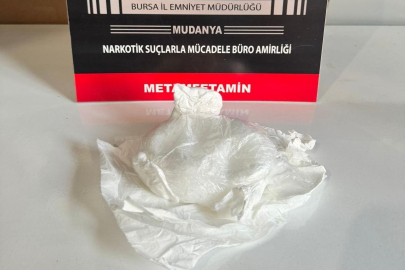 BURSA İL EMNİYET MÜDÜRLÜĞÜ
MUDANYA
NARKOTİK SUÇLARLA MÜCADELE BÜRO AMİRLİĞİ
METAMFETAMİN